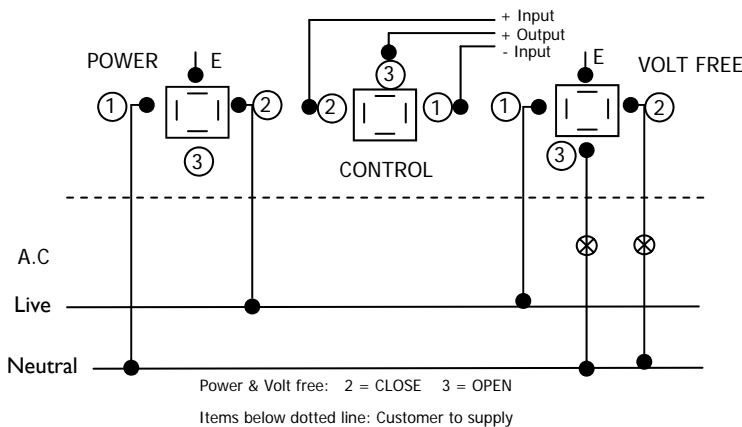 + Input
+ Output
- Input
POWER
E
E
VOLT FREE
1
2
3
2
3
1
1
2
3
CONTROL
A.C
Live
Neutral
Power & Volt free: 2 = CLOSE 3 = OPEN
Items below dotted line: Customer to supply